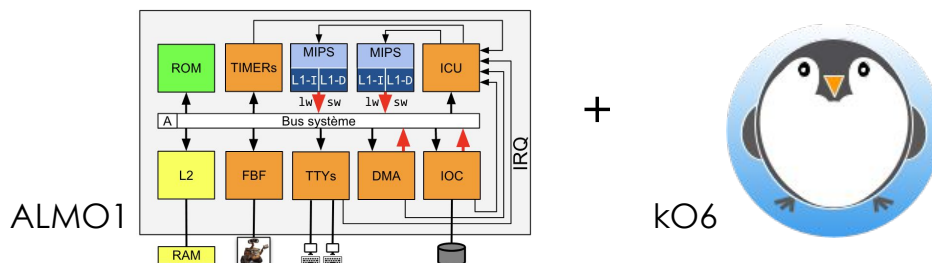 MIPS MIPS
ROM TIMERs ICU
L1-I L1-D L1-I L1-D
lw sw lw sw
A Bus système
IRQ
+
L2 FBF TTYs DMA IOC
ALMO1 kO6
RAM